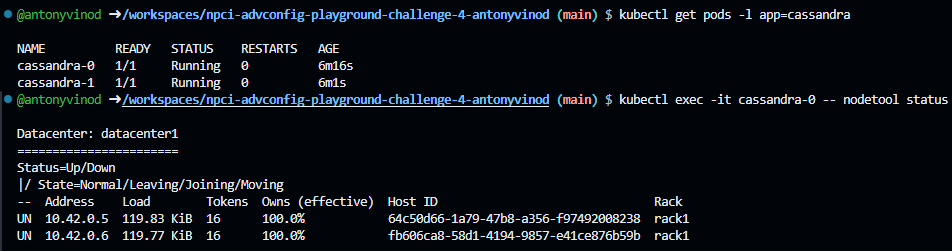 @antonyvinod ➜/workspaces/npci-advconfig-playground-challenge-4-antonyvinod (main) $ kubectl get pods -l app=cassandra
NAME          READY   STATUS    RESTARTS   AGE
cassandra-0   1/1     Running   0          6m16s
cassandra-1   1/1     Running   0          6m1s
@antonyvinod ➜/workspaces/npci-advconfig-playground-challenge-4-antonyvinod (main) $ kubectl exec -it cassandra-0 -- nodetool status
Datacenter: datacenter1
=======================
Status=Up/Down
|/ State=Normal/Leaving/Joining/Moving
--  Address    Load        Tokens  Owns (effective)  Host ID                               Rack
UN  10.42.0.5  119.83 KiB  16      100.0%            64c50d66-1a79-47b8-a356-f97492008238  rack1
UN  10.42.0.6  119.77 KiB  16      100.0%            fb606ca8-58d1-4194-9857-e41ce876b59b  rack1